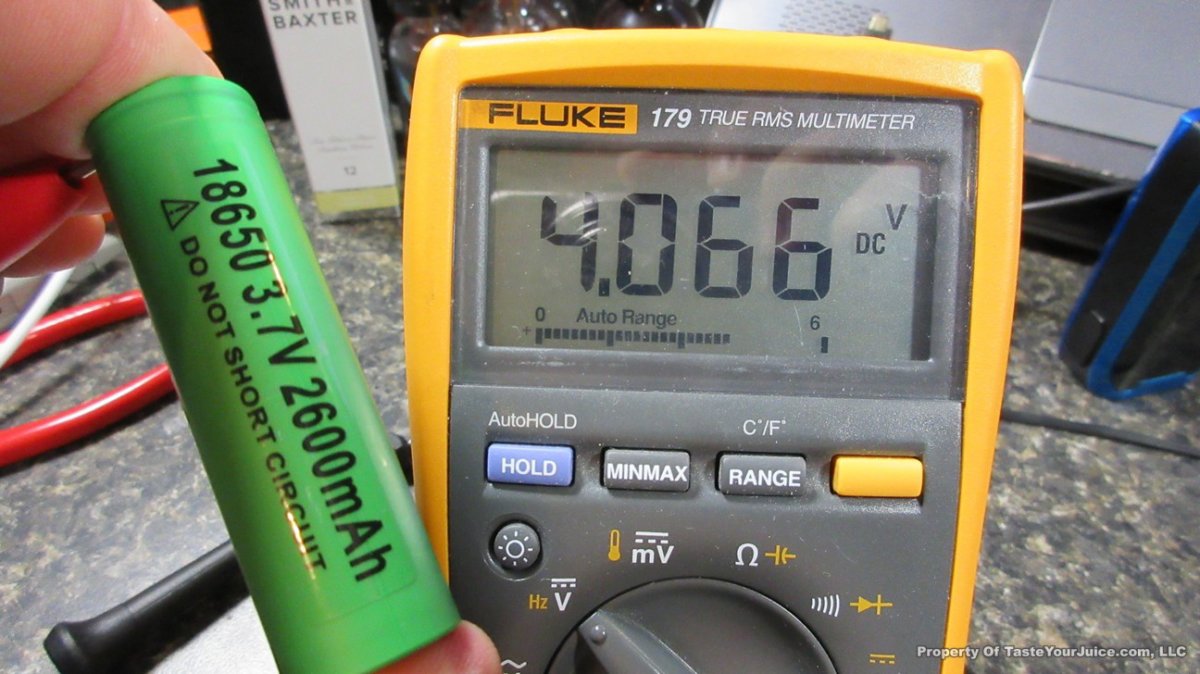 SMITH &
BAXTER
12
18650 3.7V 2600mAh
⚠ DO NOT SHORT CIRCUIT
FLUKE 179 TRUE RMS MULTIMETER
4.066 V DC
0 Auto Range 6
+
AutoHOLD C°/F°
HOLD MINMAX RANGE
mV Ω
Hz V
Property Of TasteYourJuice.com, LLC